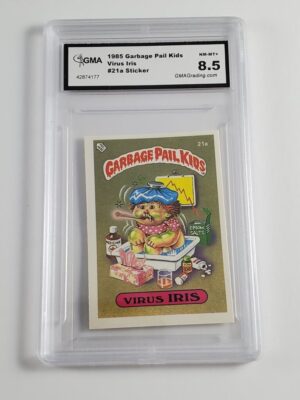 GMA
42874177
1985 Garbage Pail Kids
Virus Iris
#21a Sticker
NM-MT+
8.5
GMAGrading.com
21a
GARBAGE PAIL KIDS
EPSOM
SALTS
VIRUS IRIS